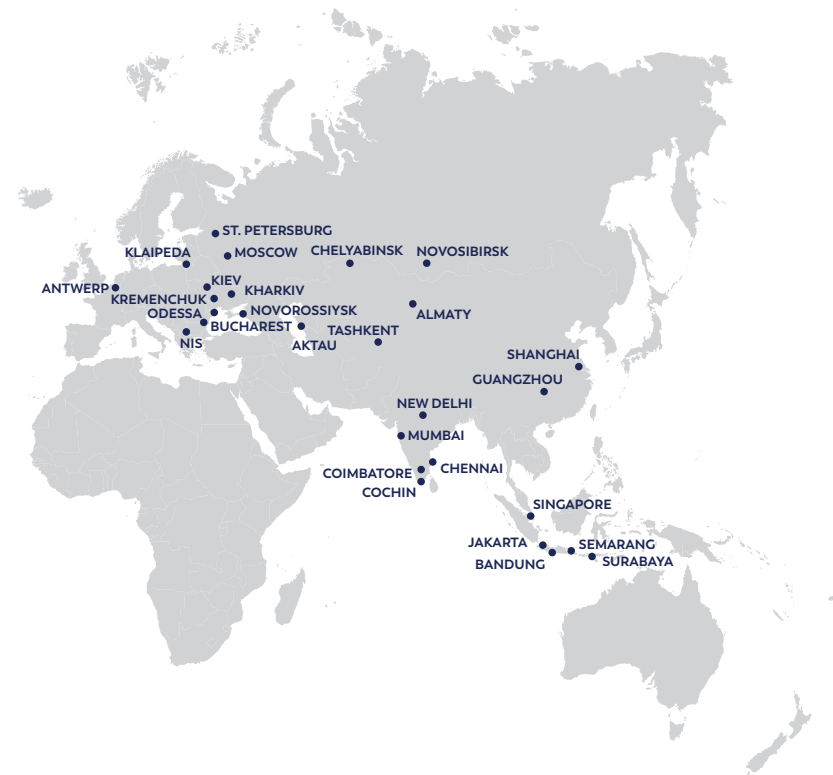 ST. PETERSBURG
KLAIPEDA
MOSCOW
CHELYABINSK
NOVOSIBIRSK
ANTWERP
KIEV
KHARKIV
KREMENCHUK
ODESSA
NOVOROSSIYSK
ALMATY
BUCHAREST
TASHKENT
NIS
AKTAU
SHANGHAI
GUANGZHOU
NEW DELHI
MUMBAI
CHENNAI
COIMBATORE
COCHIN
SINGAPORE
JAKARTA
SEMARANG
BANDUNG
SURABAYA